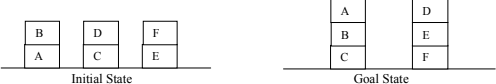 A D
B D F B E
A C E C F
Initial State Goal State